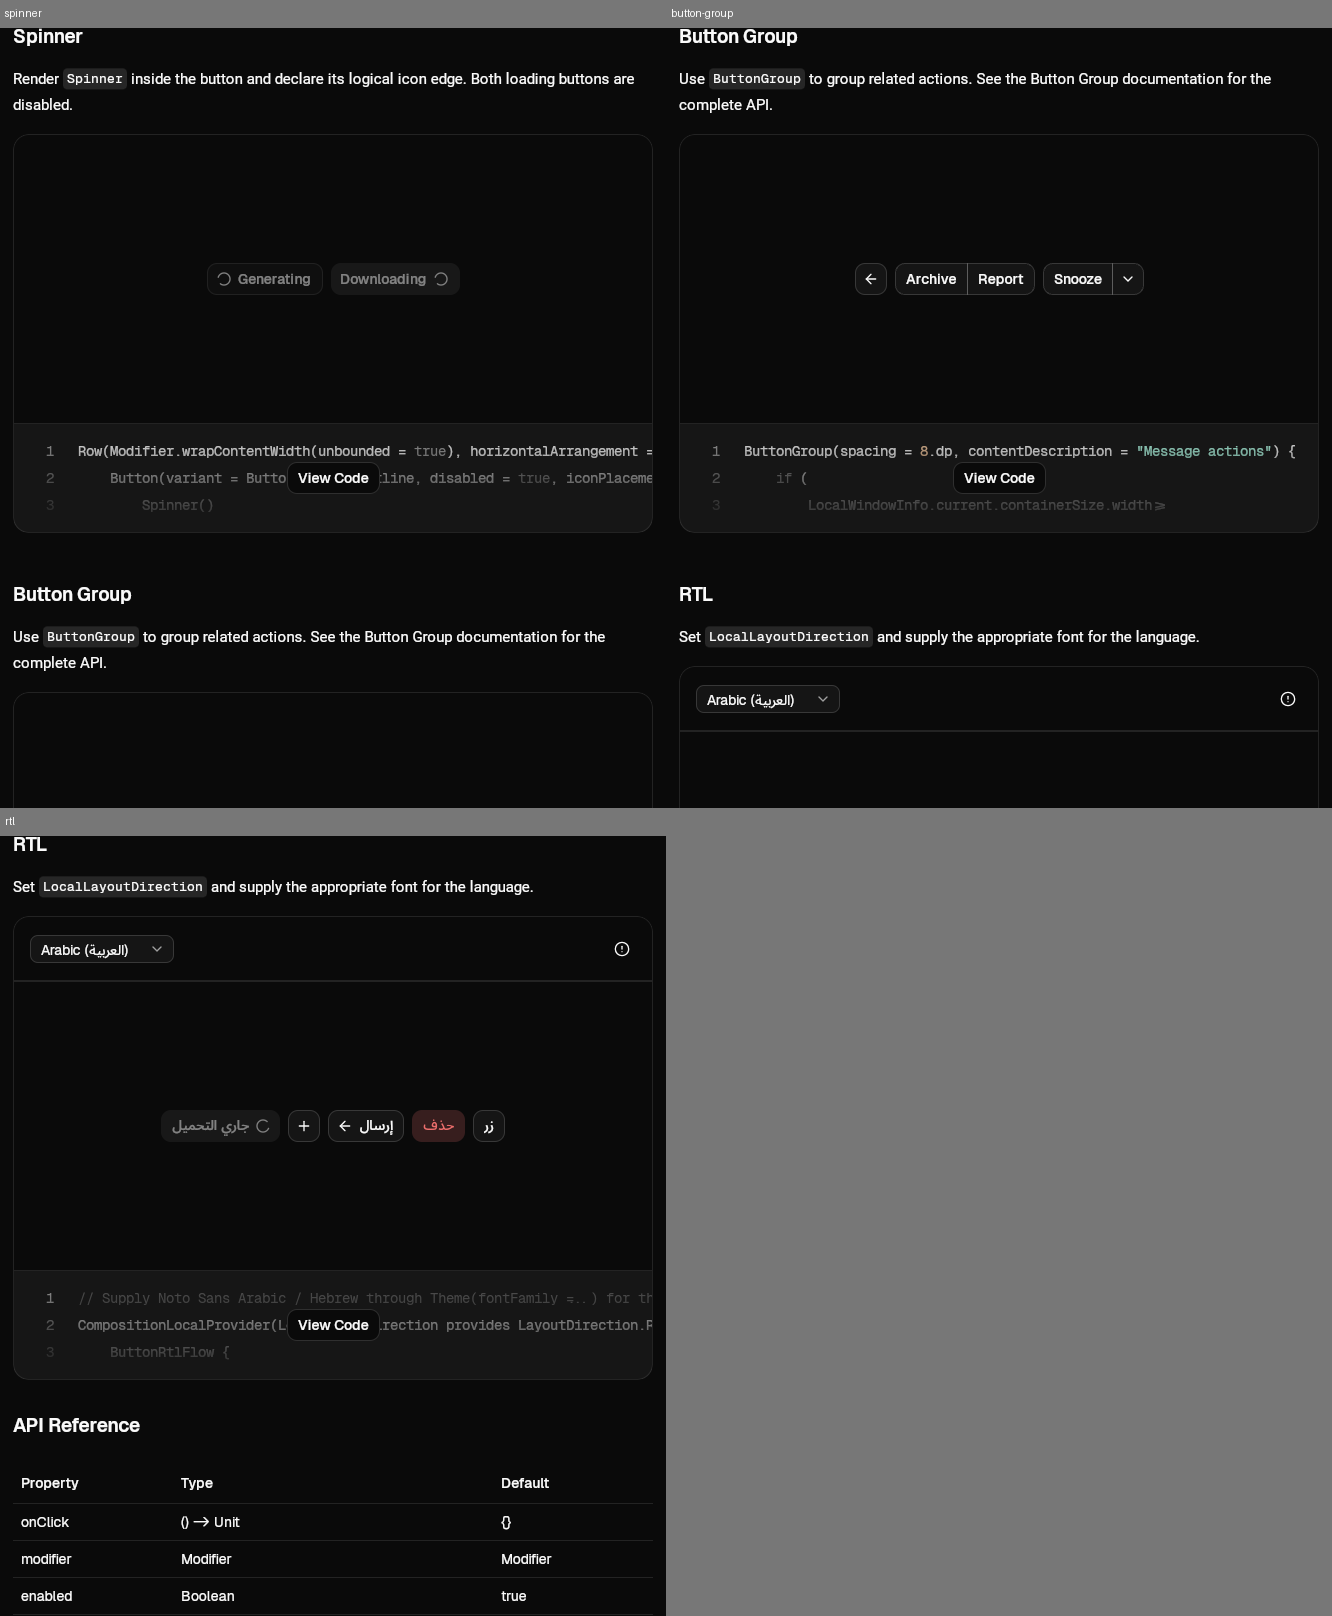 spinner
Spinner
Render Spinner inside the button and declare its logical icon edge. Both loading buttons are
disabled.
Generating
Downloading
1 Row(Modifier.wrapContentWidth(unbounded = true), horizontalArrangement =
2 Button(variant = Butto tline, disabled = true, iconPlaceme
View Code
3 Spinner()
Button Group
Use ButtonGroup to group related actions. See the Button Group documentation for the
complete API.
button-group
Button Group
Use ButtonGroup to group related actions. See the Button Group documentation for the
complete API.
Archive
Report
Snooze
1 ButtonGroup(spacing = 8.dp, contentDescription = "Message actions") {
2 if (
View Code
3 LocalWindowInfo.current.containerSize.width>=
RTL
Set LocalLayoutDirection and supply the appropriate font for the language.
Arabic (العربية)
rtl
RTL
Set LocalLayoutDirection and supply the appropriate font for the language.
Arabic (العربية)
زر
حذف
إرسال
جاري التحميل
1 // Supply Noto Sans Arabic / Hebrew through Theme(fontFamily =..) for th
2 CompositionLocalProvider(L irection provides LayoutDirection.R
View Code
3 ButtonRtlFlow {
API Reference
Property Type Default
onClick () -> Unit {}
modifier Modifier Modifier
enabled Boolean true